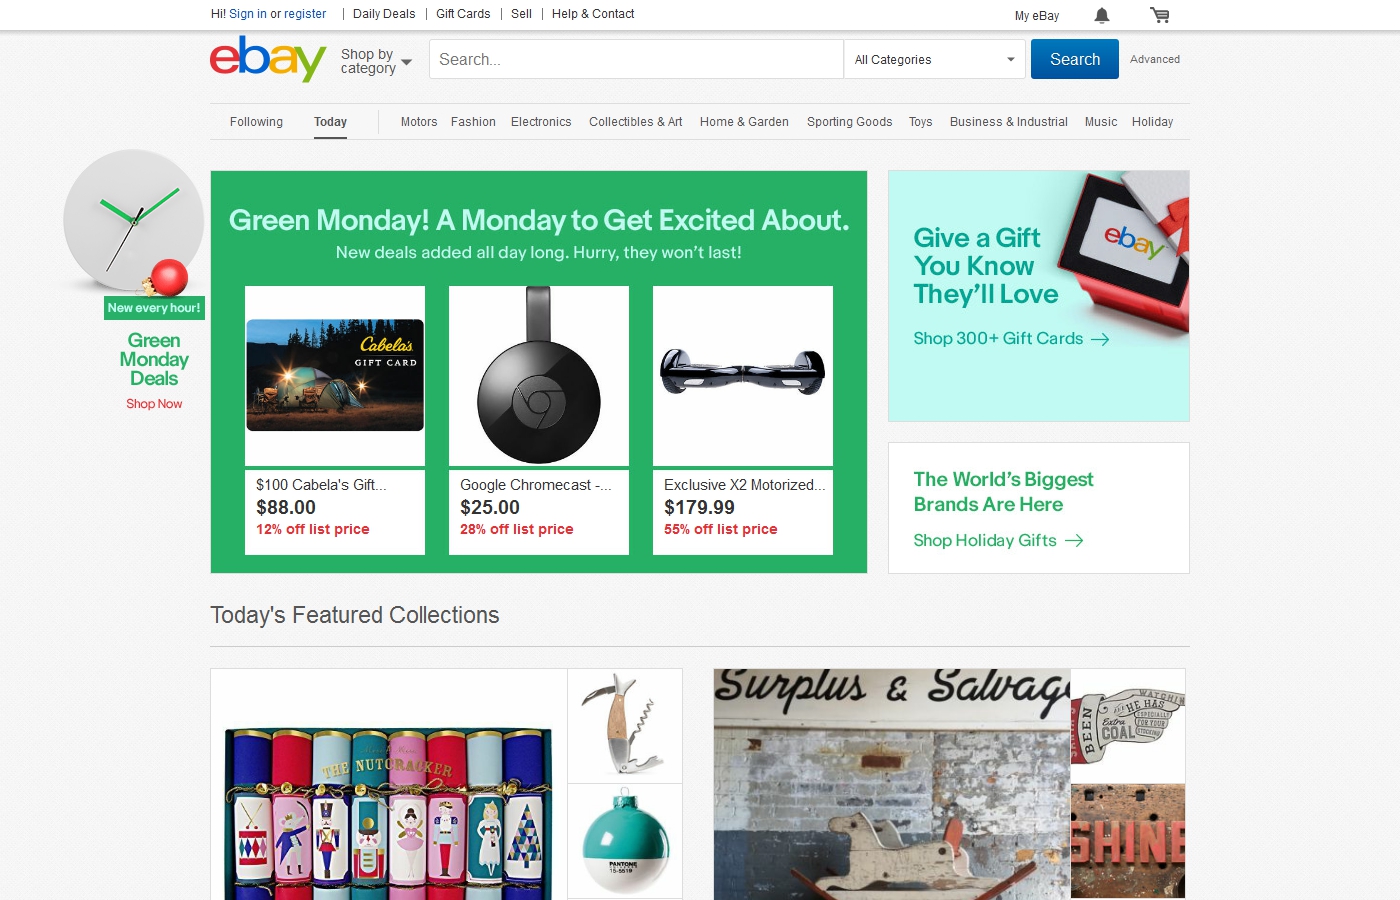 Hi! Sign in or register
Daily Deals
Gift Cards
Sell
Help & Contact
My eBay
ebay
Shop by
category
Search...
All Categories
Search
Advanced
Following
Today
Motors
Fashion
Electronics
Collectibles & Art
Home & Garden
Sporting Goods
Toys
Business & Industrial
Music
Holiday
New every hour!
Green
Monday
Deals
Shop Now
Green Monday! A Monday to Get Excited About.
New deals added all day long. Hurry, they won't last!
Cabela's
GIFT CARD
$100 Cabela's Gift...
$88.00
12% off list price
Google Chromecast -...
$25.00
28% off list price
Exclusive X2 Motorized...
$179.99
55% off list price
Give a Gift
You Know
They'll Love
Shop 300+ Gift Cards
ebay
The World's Biggest
Brands Are Here
Shop Holiday Gifts
Today's Featured Collections
THE NUTCRACKER
PANTONE
15-5519
Surplus & Salvage
WATCHING
HE HAS
BEEN
Extra
COAL
ESPECIALLY
FOR YOUR
STOCKING
SHINE